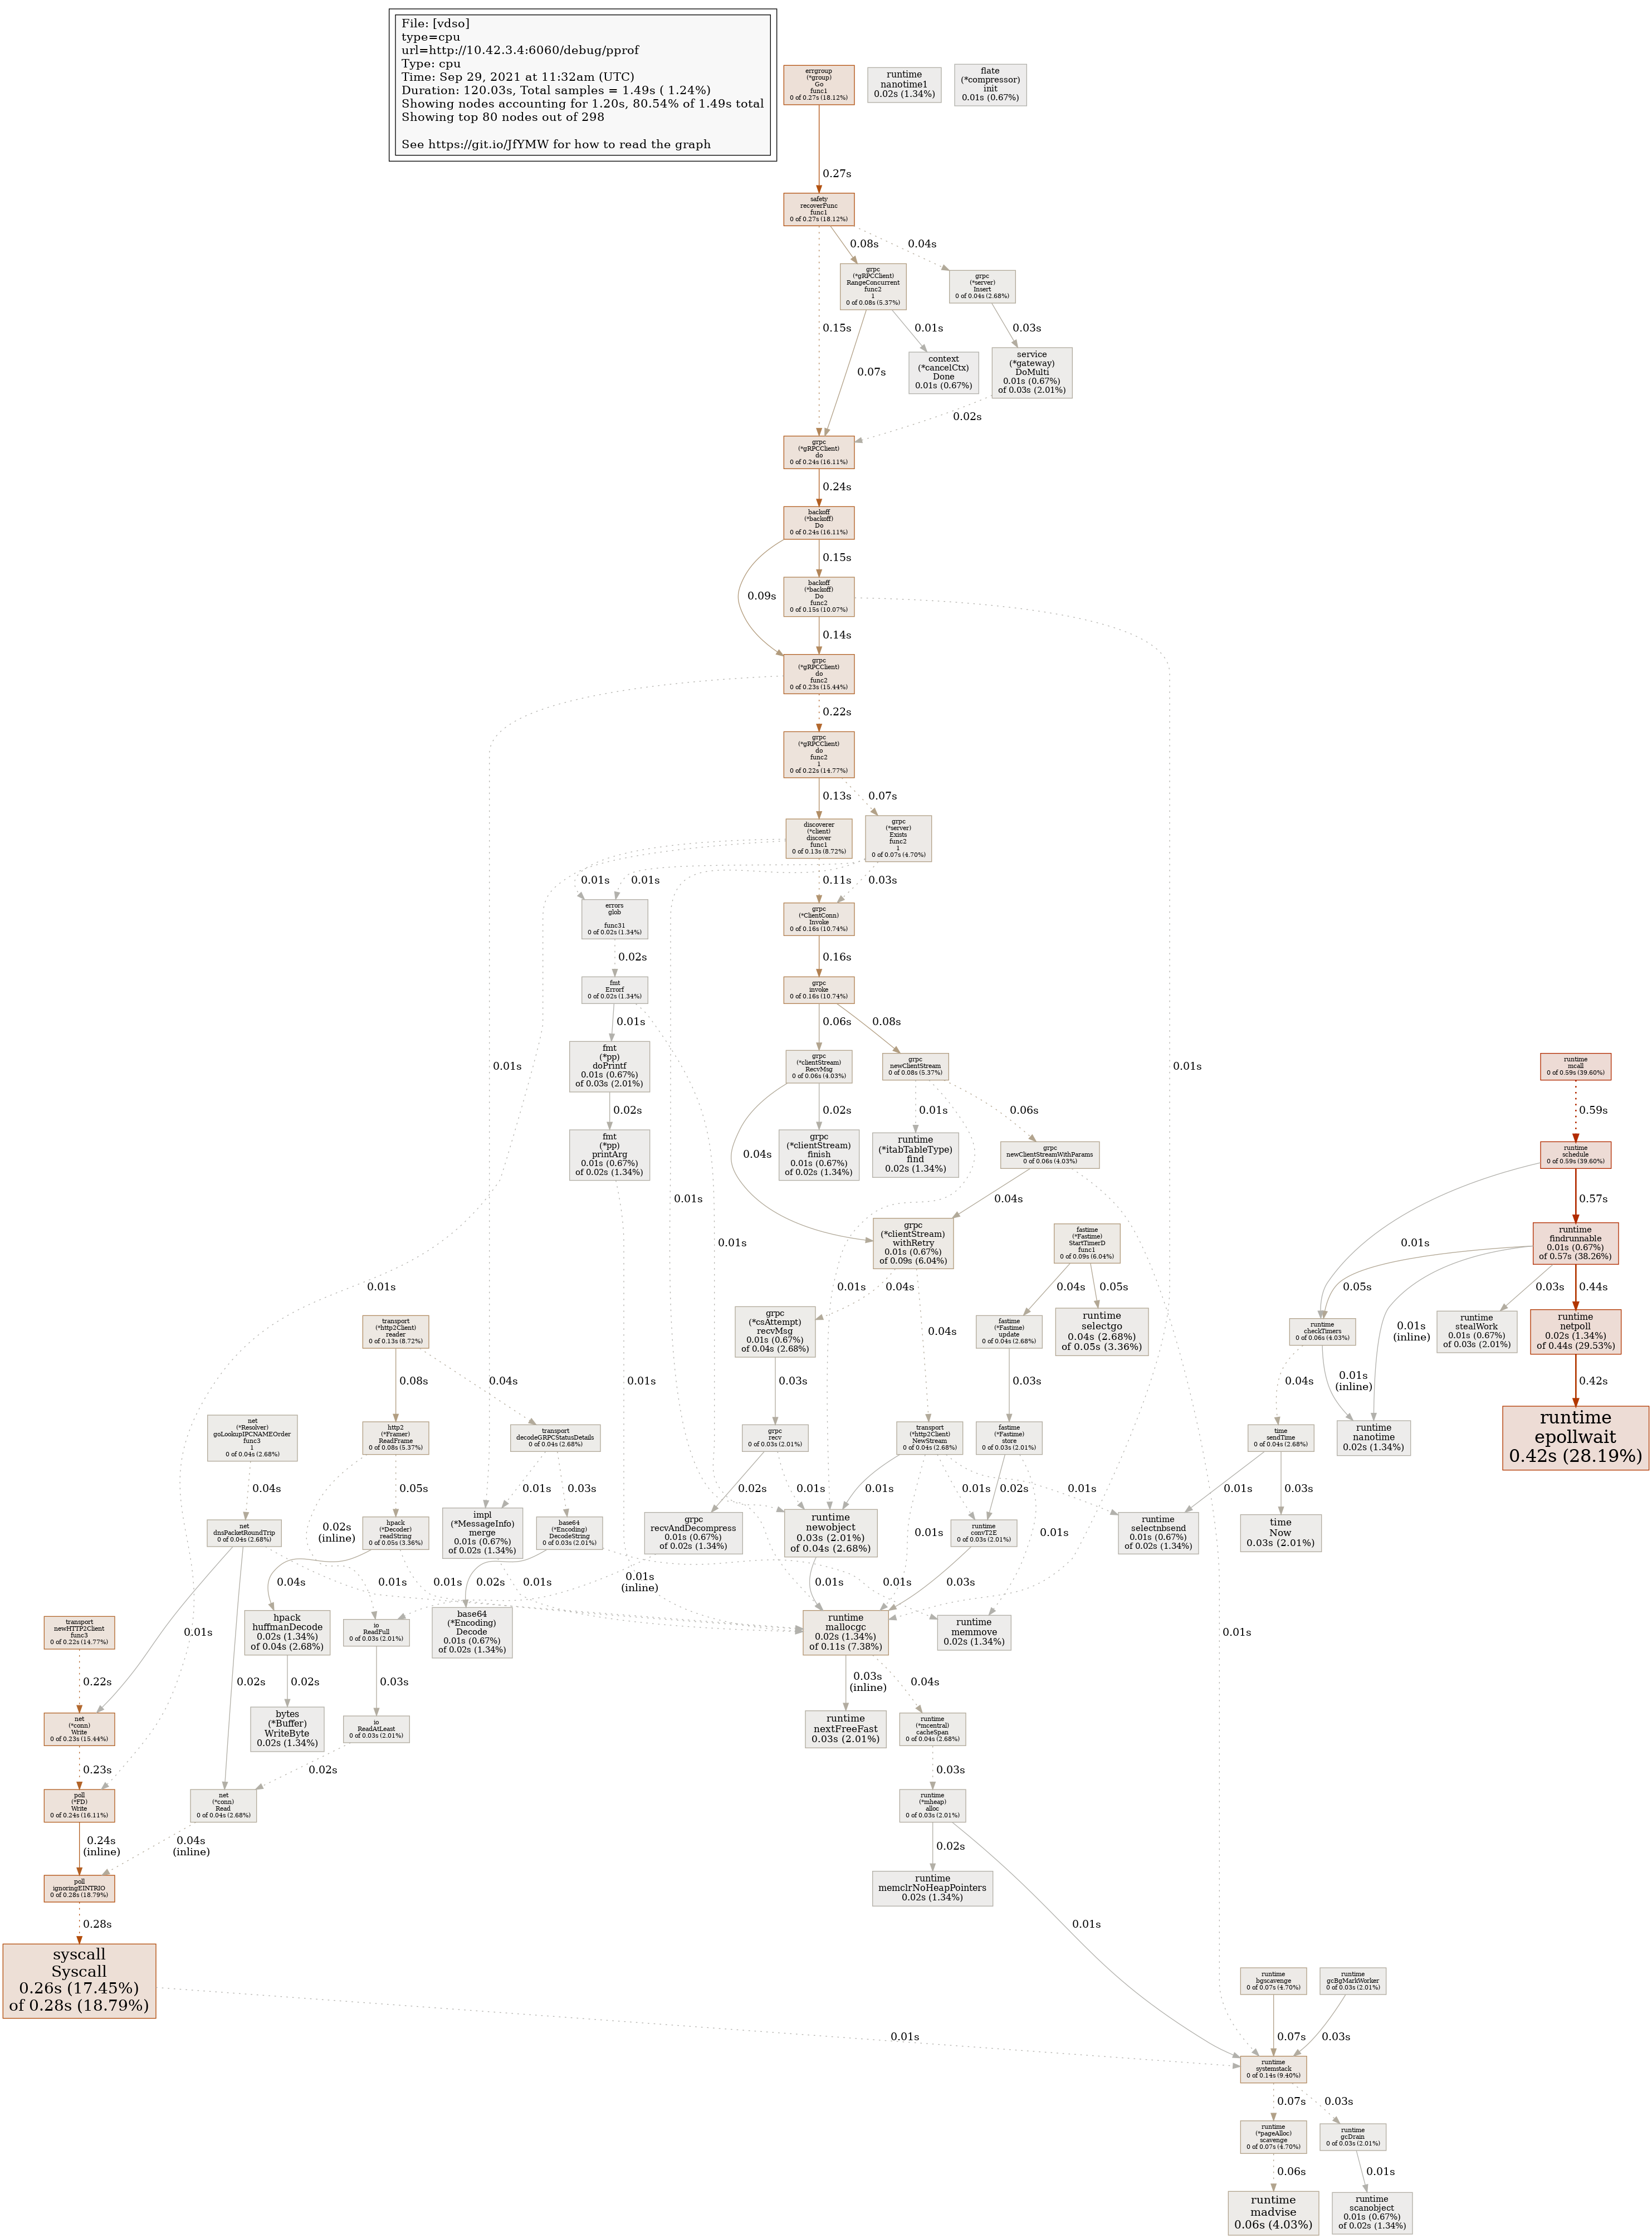 File: [vdso]
type=cpu
url=http://10.42.3.4:6060/debug/pprof
Type: cpu
Time: Sep 29, 2021 at 11:32am (UTC)
Duration: 120.03s, Total samples = 1.49s ( 1.24%)
Showing nodes accounting for 1.20s, 80.54% of 1.49s total
Showing top 80 nodes out of 298
See https://git.io/JfYMW for how to read the graph
errgroup
(*group)
Go
func1
0 of 0.27s (18.12%)
runtime
nanotime1
0.02s (1.34%)
flate
(*compressor)
init
0.01s (0.67%)
0.27s
safety
recoverFunc
func1
0 of 0.27s (18.12%)
0.08s
0.04s
grpc
(*gRPCClient)
RangeConcurrent
func2
1
0 of 0.08s (5.37%)
grpc
(*server)
Insert
0 of 0.04s (2.68%)
0.15s
0.01s
0.03s
context
(*cancelCtx)
Done
0.01s (0.67%)
service
(*gateway)
DoMulti
0.01s (0.67%)
of 0.03s (2.01%)
0.07s
0.02s
grpc
(*gRPCClient)
do
0 of 0.24s (16.11%)
0.24s
backoff
(*backoff)
Do
0 of 0.24s (16.11%)
0.15s
0.09s
backoff
(*backoff)
Do
func2
0 of 0.15s (10.07%)
0.14s
grpc
(*gRPCClient)
do
func2
0 of 0.23s (15.44%)
0.22s
grpc
(*gRPCClient)
do
func2
1
0 of 0.22s (14.77%)
0.13s
0.07s
discoverer
(*client)
discover
func1
0 of 0.13s (8.72%)
grpc
(*server)
Exists
func2
1
0 of 0.07s (4.70%)
0.01s
0.01s
0.11s
0.03s
errors
glob
func31
0 of 0.02s (1.34%)
grpc
(*ClientConn)
Invoke
0 of 0.16s (10.74%)
0.02s
0.16s
fmt
Errorf
0 of 0.02s (1.34%)
grpc
invoke
0 of 0.16s (10.74%)
0.01s
0.06s
0.08s
0.01s
0.01s
fmt
(*pp)
doPrintf
0.01s (0.67%)
of 0.03s (2.01%)
grpc
(*clientStream)
RecvMsg
0 of 0.06s (4.03%)
grpc
newClientStream
0 of 0.08s (5.37%)
runtime
mcall
0 of 0.59s (39.60%)
0.02s
0.02s
0.01s
0.06s
0.59s
fmt
(*pp)
printArg
0.01s (0.67%)
of 0.02s (1.34%)
grpc
(*clientStream)
finish
0.01s (0.67%)
of 0.02s (1.34%)
runtime
(*itabTableType)
find
0.02s (1.34%)
grpc
newClientStreamWithParams
0 of 0.06s (4.03%)
runtime
schedule
0 of 0.59s (39.60%)
0.04s
0.01s
0.04s
0.57s
0.01s
0.01s
grpc
(*clientStream)
withRetry
0.01s (0.67%)
of 0.09s (6.04%)
fastime
(*Fastime)
StartTimerD
func1
0 of 0.09s (6.04%)
runtime
findrunnable
0.01s (0.67%)
of 0.57s (38.26%)
0.01s
0.04s
0.01s
0.04s
0.05s
0.05s
0.03s
0.44s
transport
(*http2Client)
reader
0 of 0.13s (8.72%)
grpc
(*csAttempt)
recvMsg
0.01s (0.67%)
of 0.04s (2.68%)
0.04s
fastime
(*Fastime)
update
0 of 0.04s (2.68%)
runtime
selectgo
0.04s (2.68%)
of 0.05s (3.36%)
runtime
checkTimers
0 of 0.06s (4.03%)
0.01s
(inline)
runtime
stealWork
0.01s (0.67%)
of 0.03s (2.01%)
runtime
netpoll
0.02s (1.34%)
of 0.44s (29.53%)
0.08s
0.04s
0.01s
0.03s
0.03s
0.04s
0.01s
(inline)
0.42s
net
(*Resolver)
goLookupIPCNAMEOrder
func3
1
0 of 0.04s (2.68%)
http2
(*Framer)
ReadFrame
0 of 0.08s (5.37%)
transport
decodeGRPCStatusDetails
0 of 0.04s (2.68%)
grpc
recv
0 of 0.03s (2.01%)
transport
(*http2Client)
NewStream
0 of 0.04s (2.68%)
fastime
(*Fastime)
store
0 of 0.03s (2.01%)
time
sendTime
0 of 0.04s (2.68%)
runtime
nanotime
0.02s (1.34%)
runtime
epollwait
0.42s (28.19%)
0.04s
0.05s
0.01s
0.03s
0.02s
0.01s
0.01s
0.01s
0.02s
0.01s
0.01s
0.03s
net
dnsPacketRoundTrip
0 of 0.04s (2.68%)
0.02s
(inline)
hpack
(*Decoder)
readString
0 of 0.05s (3.36%)
impl
(*MessageInfo)
merge
0.01s (0.67%)
of 0.02s (1.34%)
base64
(*Encoding)
DecodeString
0 of 0.03s (2.01%)
grpc
recvAndDecompress
0.01s (0.67%)
of 0.02s (1.34%)
runtime
newobject
0.03s (2.01%)
of 0.04s (2.68%)
0.01s
runtime
convT2E
0 of 0.03s (2.01%)
0.01s
runtime
selectnbsend
0.01s (0.67%)
of 0.02s (1.34%)
time
Now
0.03s (2.01%)
0.04s
0.01s
0.01s
0.02s
0.01s
0.01s
(inline)
0.01s
0.01s
0.03s
transport
newHTTP2Client
func3
0 of 0.22s (14.77%)
0.01s
hpack
huffmanDecode
0.02s (1.34%)
of 0.04s (2.68%)
io
ReadFull
0 of 0.03s (2.01%)
base64
(*Encoding)
Decode
0.01s (0.67%)
of 0.02s (1.34%)
runtime
mallocgc
0.02s (1.34%)
of 0.11s (7.38%)
runtime
memmove
0.02s (1.34%)
0.01s
0.22s
0.02s
0.02s
0.03s
0.03s
(inline)
0.04s
net
(*conn)
Write
0 of 0.23s (15.44%)
bytes
(*Buffer)
WriteByte
0.02s (1.34%)
io
ReadAtLeast
0 of 0.03s (2.01%)
runtime
nextFreeFast
0.03s (2.01%)
runtime
(*mcentral)
cacheSpan
0 of 0.04s (2.68%)
0.23s
0.02s
0.03s
poll
(*FD)
Write
0 of 0.24s (16.11%)
net
(*conn)
Read
0 of 0.04s (2.68%)
runtime
(*mheap)
alloc
0 of 0.03s (2.01%)
0.24s
(inline)
0.04s
(inline)
0.02s
poll
ignoringEINTRIO
0 of 0.28s (18.79%)
runtime
memclrNoHeapPointers
0.02s (1.34%)
0.28s
0.01s
syscall
Syscall
0.26s (17.45%)
of 0.28s (18.79%)
runtime
bgscavenge
0 of 0.07s (4.70%)
runtime
gcBgMarkWorker
0 of 0.03s (2.01%)
0.01s
0.07s
0.03s
runtime
systemstack
0 of 0.14s (9.40%)
0.07s
0.03s
runtime
(*pageAlloc)
scavenge
0 of 0.07s (4.70%)
runtime
gcDrain
0 of 0.03s (2.01%)
0.06s
0.01s
runtime
madvise
0.06s (4.03%)
runtime
scanobject
0.01s (0.67%)
of 0.02s (1.34%)